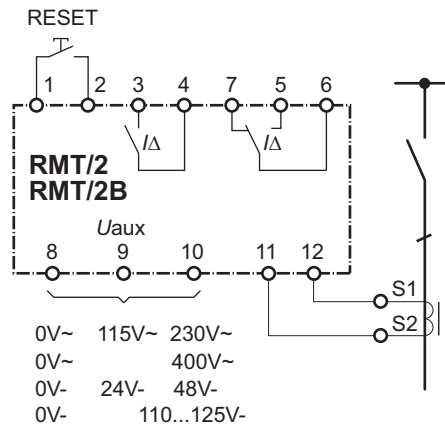 RESET
1 2 3 4 7 5 6
IΔ IΔ
RMT/2
RMT/2B
Uaux
8 9 10 11 12
S1
S2
0V~ 115V~ 230V~
0V~ 400V~
0V- 24V- 48V-
0V- 110...125V-